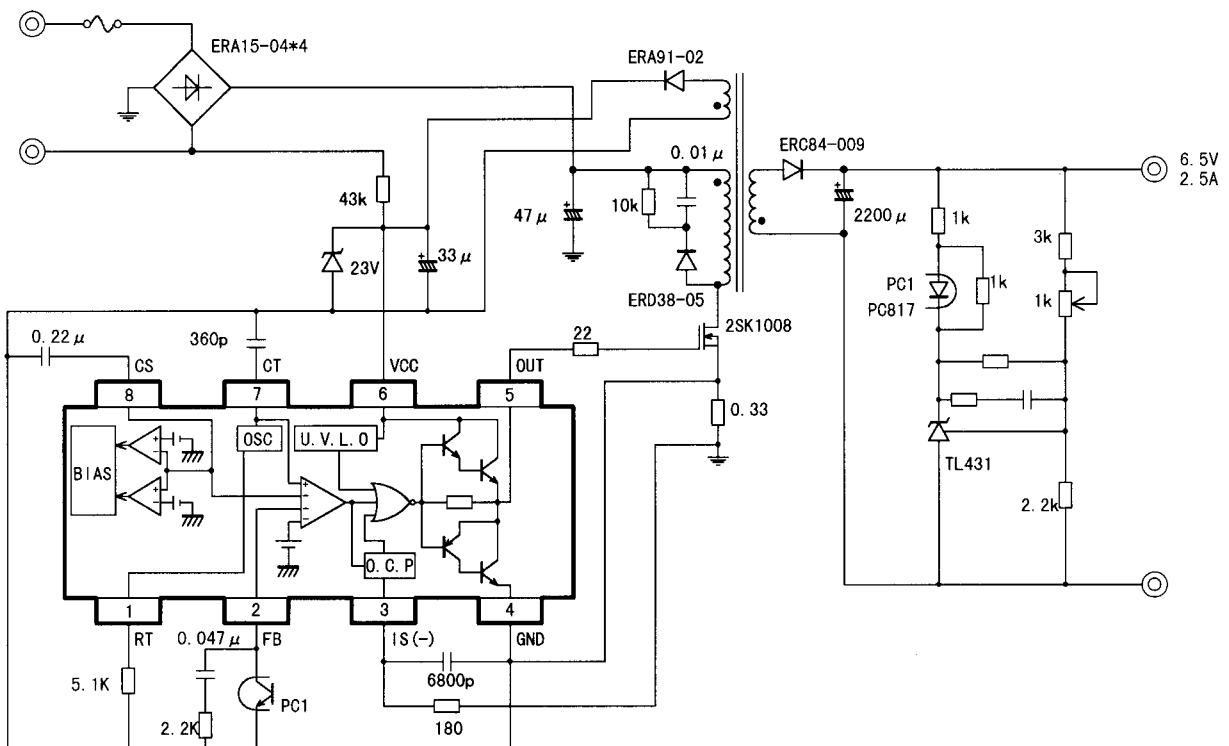 ERA15-04*4
ERA91-02
ERC84-009
6.5V
2.5A
0.01μ
43k
47μ
10k
2200μ
1k
3k
+
+
+
23V
33μ
PC1
PC817
1k
1k
ERD38-05
2SK1008
0.22μ
360p
22
CS
CT
VCC
OUT
8
7
6
5
0.33
OSC
U.V.L.O
TL431
BIAS
+
-
+
-
+
-
-
-
2.2k
O.C.P
1
2
3
4
RT
0.047μ
FB
IS(-)
GND
6800p
5.1K
2.2K
PC1
180